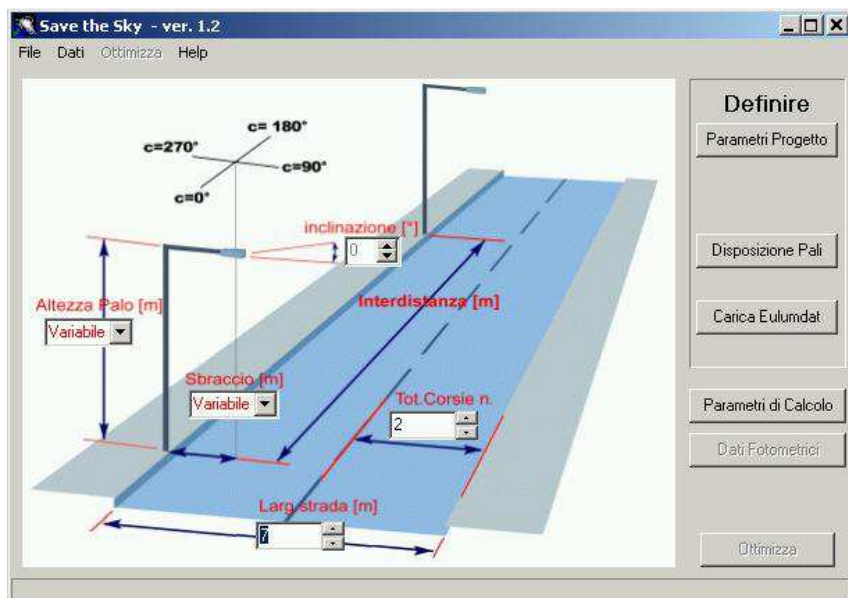 Save the Sky - ver. 1.2
File Dati Ottimizza Help
c= 180°
c=270°
c=90°
c=0°
inclinazione [°]
0
Altezza Palo [m]
Variabile
Interdistanza [m]
Sbraccio [m]
Variabile
Tot.Corsie n.
2
Larg strada [m]
7
Definire
Parametri Progetto
Disposizione Pali
Carica Eulumdat
Parametri di Calcolo
Dati Fotometrici
Ottimizza